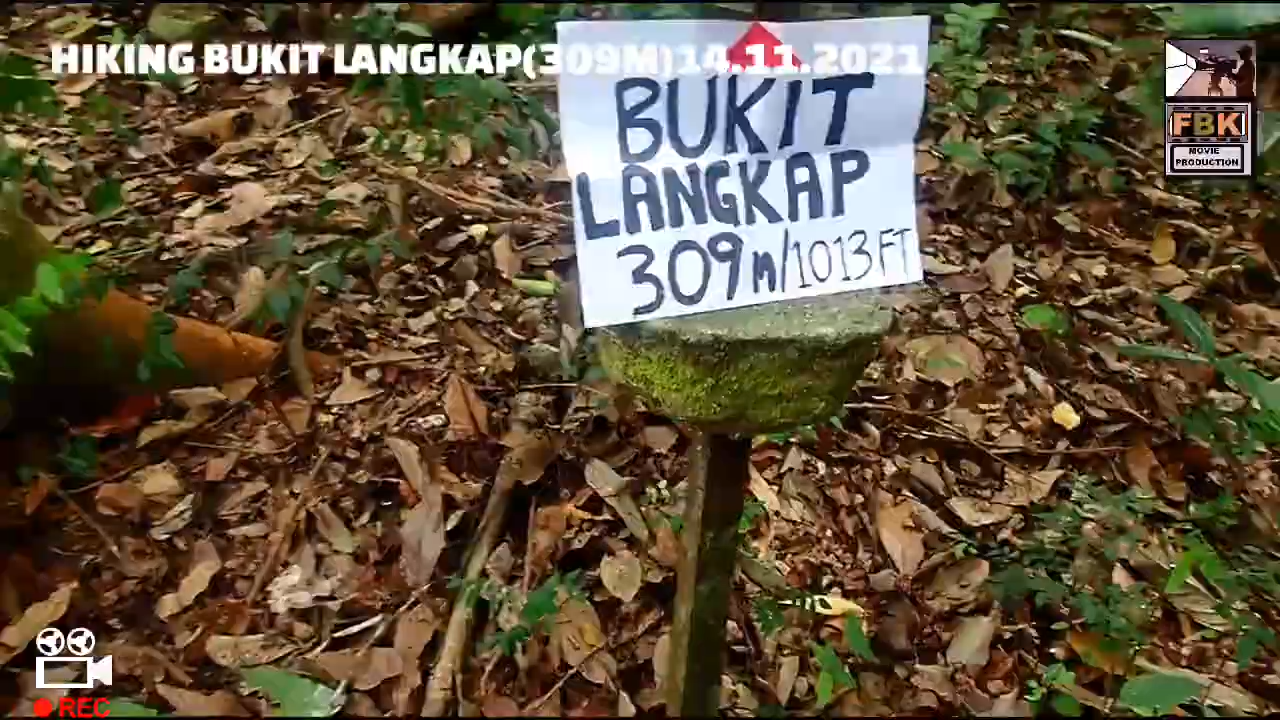 HIKING BUKIT LANGKAP(309M)14.11.2021
BUKIT
LANGKAP
309m/1013FT
FBK
MOVIE
PRODUCTION
REC